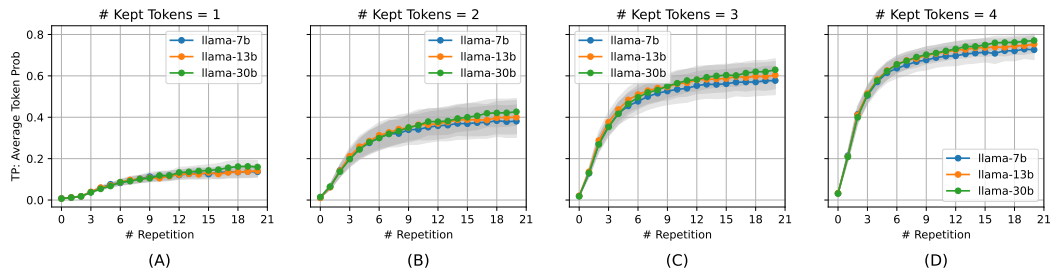 # Kept Tokens = 1
TP: Average Token Prob
0.8
0.6
0.4
0.2
0.0
llama-7b
llama-13b
llama-30b
0 3 6 9 12 15 18 21
# Repetition
(A)
# Kept Tokens = 2
llama-7b
llama-13b
llama-30b
0 3 6 9 12 15 18 21
# Repetition
(B)
# Kept Tokens = 3
llama-7b
llama-13b
llama-30b
0 3 6 9 12 15 18 21
# Repetition
(C)
# Kept Tokens = 4
llama-7b
llama-13b
llama-30b
0 3 6 9 12 15 18 21
# Repetition
(D)